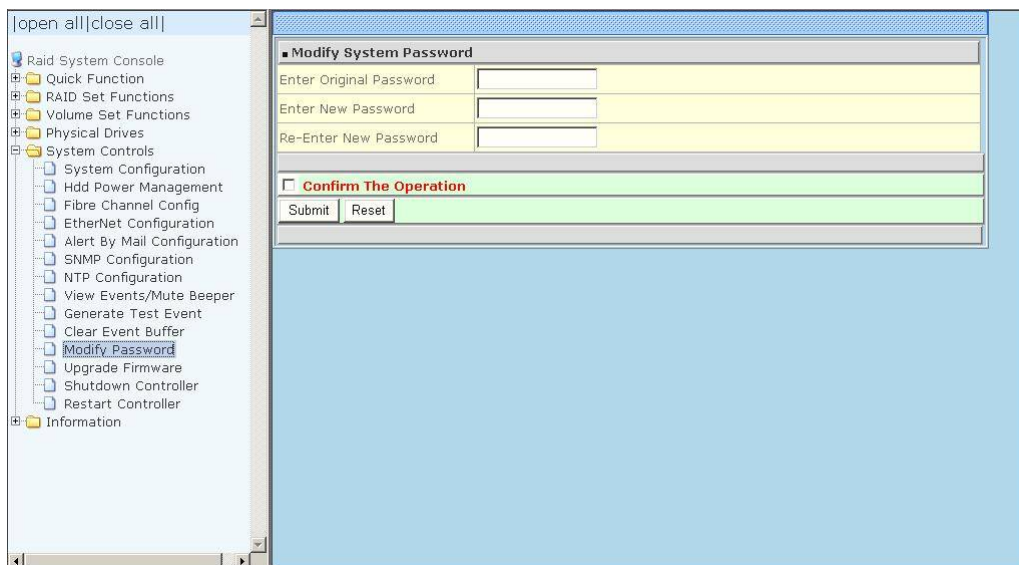 |open all|close all|
Raid System Console
Quick Function
RAID Set Functions
Volume Set Functions
Physical Drives
System Controls
System Configuration
Hdd Power Management
Fibre Channel Config
EtherNet Configuration
Alert By Mail Configuration
SNMP Configuration
NTP Configuration
View Events/Mute Beeper
Generate Test Event
Clear Event Buffer
Modify Password
Upgrade Firmware
Shutdown Controller
Restart Controller
Information
Modify System Password
Enter Original Password
Enter New Password
Re-Enter New Password
Confirm The Operation
Submit Reset